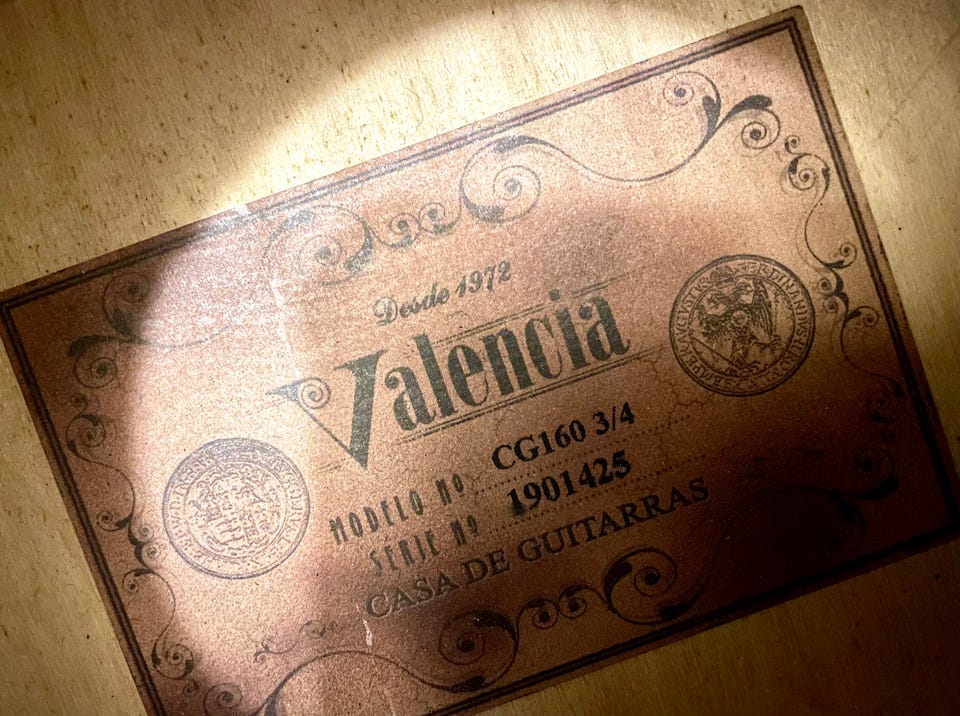 Desde 1972
Valencia
MODELO Nº CG160 3/4
SERIE Nº 1901425
CASA DE GUITARRAS